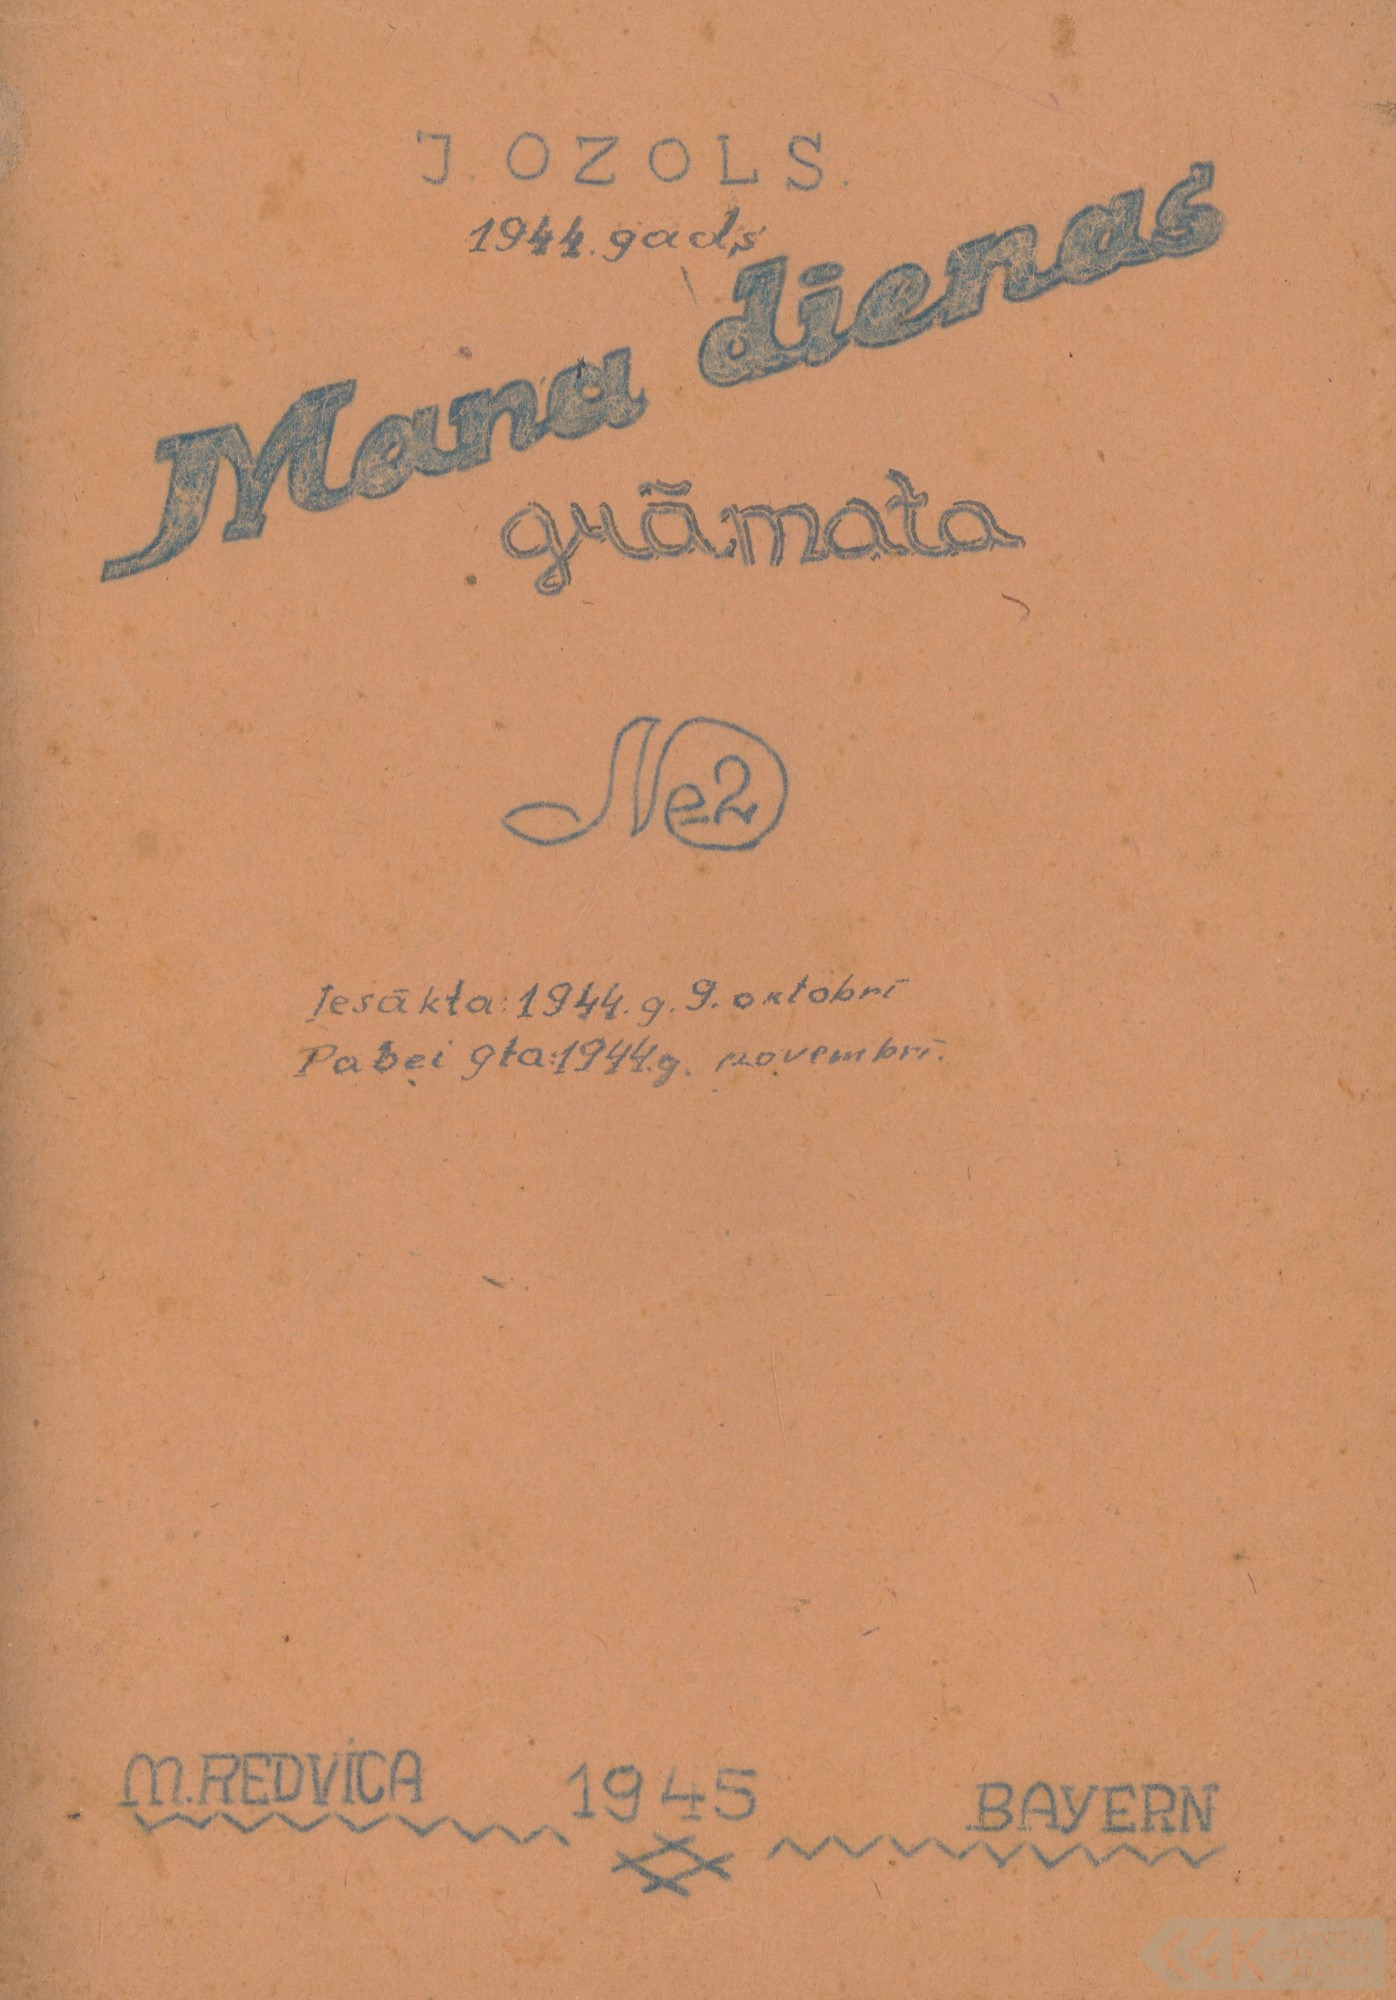 J. OZOLS.
1944. gads
Mana dienas
grāmata
№2
Iesākta: 1944. g. 9. oktobrī
Pabeigta: 1944. g. novembrī.
M. REDVICA 1945 BAYERN